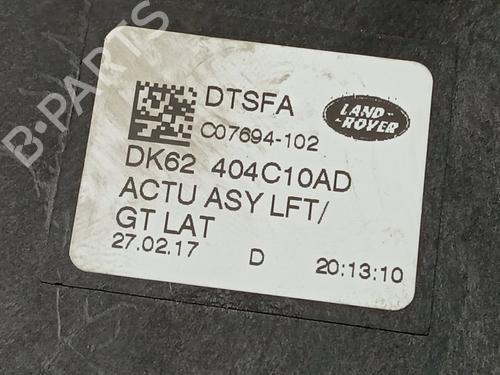 B-PARTS
DTSFA
LAND-
-ROVER
C07694-102
DK62 404C10AD
ACTU ASY LFT/
GT LAT
27.02.17 D 20:13:10